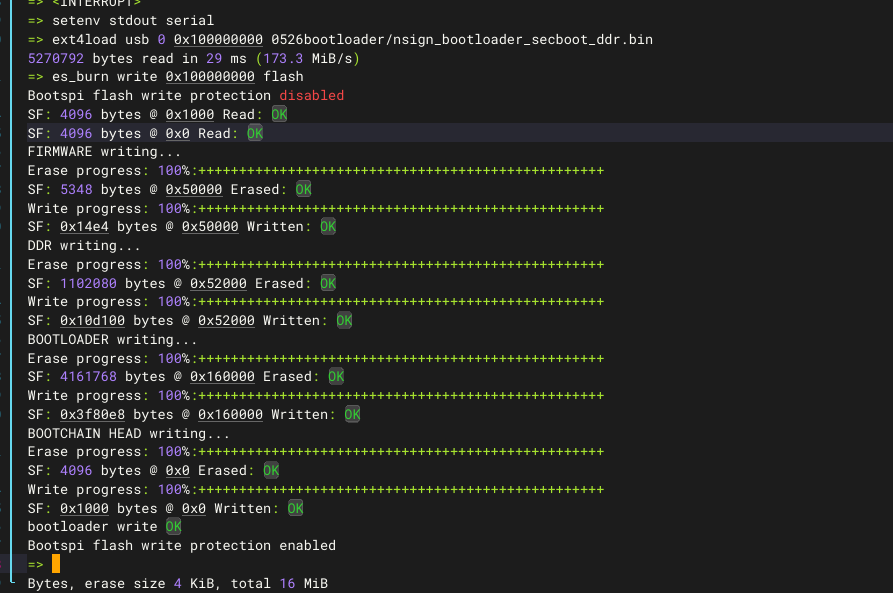 => <INTERRUPT>
=> setenv stdout serial
=> ext4load usb 0 0x100000000 0526bootloader/nsign_bootloader_secboot_ddr.bin
5270792 bytes read in 29 ms (173.3 MiB/s)
=> es_burn write 0x100000000 flash
Bootspi flash write protection disabled
SF: 4096 bytes @ 0x1000 Read: OK
SF: 4096 bytes @ 0x0 Read: OK
FIRMWARE writing...
Erase progress: 100%:++++++++++++++++++++++++++++++++++++++++++++++++++
SF: 5348 bytes @ 0x50000 Erased: OK
Write progress: 100%:++++++++++++++++++++++++++++++++++++++++++++++++++
SF: 0x14e4 bytes @ 0x50000 Written: OK
DDR writing...
Erase progress: 100%:++++++++++++++++++++++++++++++++++++++++++++++++++
SF: 1102080 bytes @ 0x52000 Erased: OK
Write progress: 100%:++++++++++++++++++++++++++++++++++++++++++++++++++
SF: 0x10d100 bytes @ 0x52000 Written: OK
BOOTLOADER writing...
Erase progress: 100%:++++++++++++++++++++++++++++++++++++++++++++++++++
SF: 4161768 bytes @ 0x160000 Erased: OK
Write progress: 100%:++++++++++++++++++++++++++++++++++++++++++++++++++
SF: 0x3f80e8 bytes @ 0x160000 Written: OK
BOOTCHAIN HEAD writing...
Erase progress: 100%:++++++++++++++++++++++++++++++++++++++++++++++++++
SF: 4096 bytes @ 0x0 Erased: OK
Write progress: 100%:++++++++++++++++++++++++++++++++++++++++++++++++++
SF: 0x1000 bytes @ 0x0 Written: OK
bootloader write OK
Bootspi flash write protection enabled
=>
Bytes, erase size 4 KiB, total 16 MiB